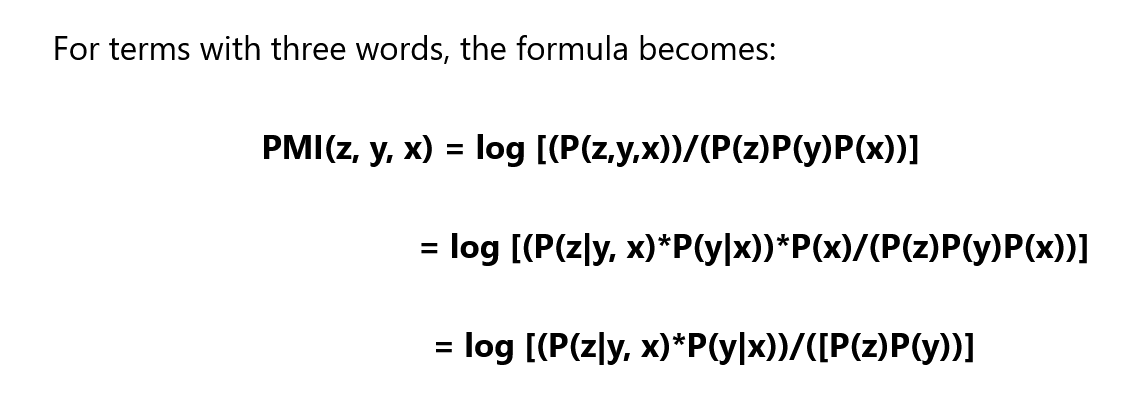 For terms with three words, the formula becomes:
PMI(z, y, x) = log [(P(z,y,x))/(P(z)P(y)P(x))]
= log [(P(z|y, x)*P(y|x))*P(x)/(P(z)P(y)P(x))]
= log [(P(z|y, x)*P(y|x))/([P(z)P(y))]